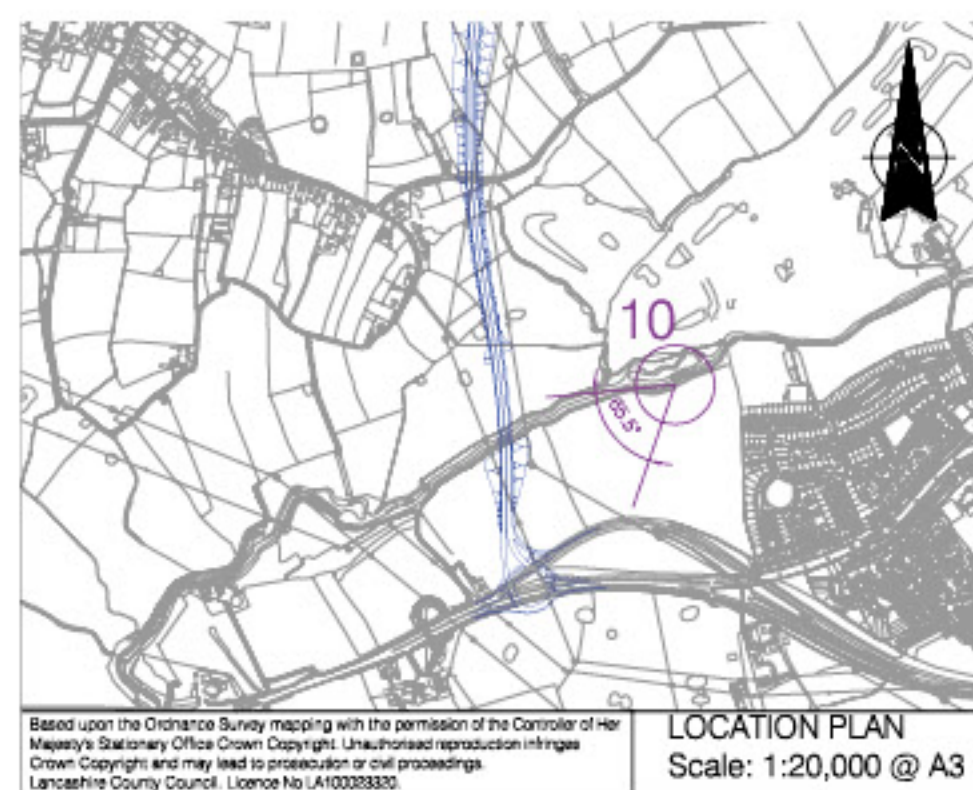 N
10
65.5°
Based upon the Ordnance Survey mapping with the permission of the Controller of Her
Majesty's Stationary Office Crown Copyright. Unauthorised reproduction infringes
Crown Copyright and may lead to prosecution or civil proceedings.
Lancashire County Council. Licence No LA100023320.
LOCATION PLAN
Scale: 1:20,000 @ A3